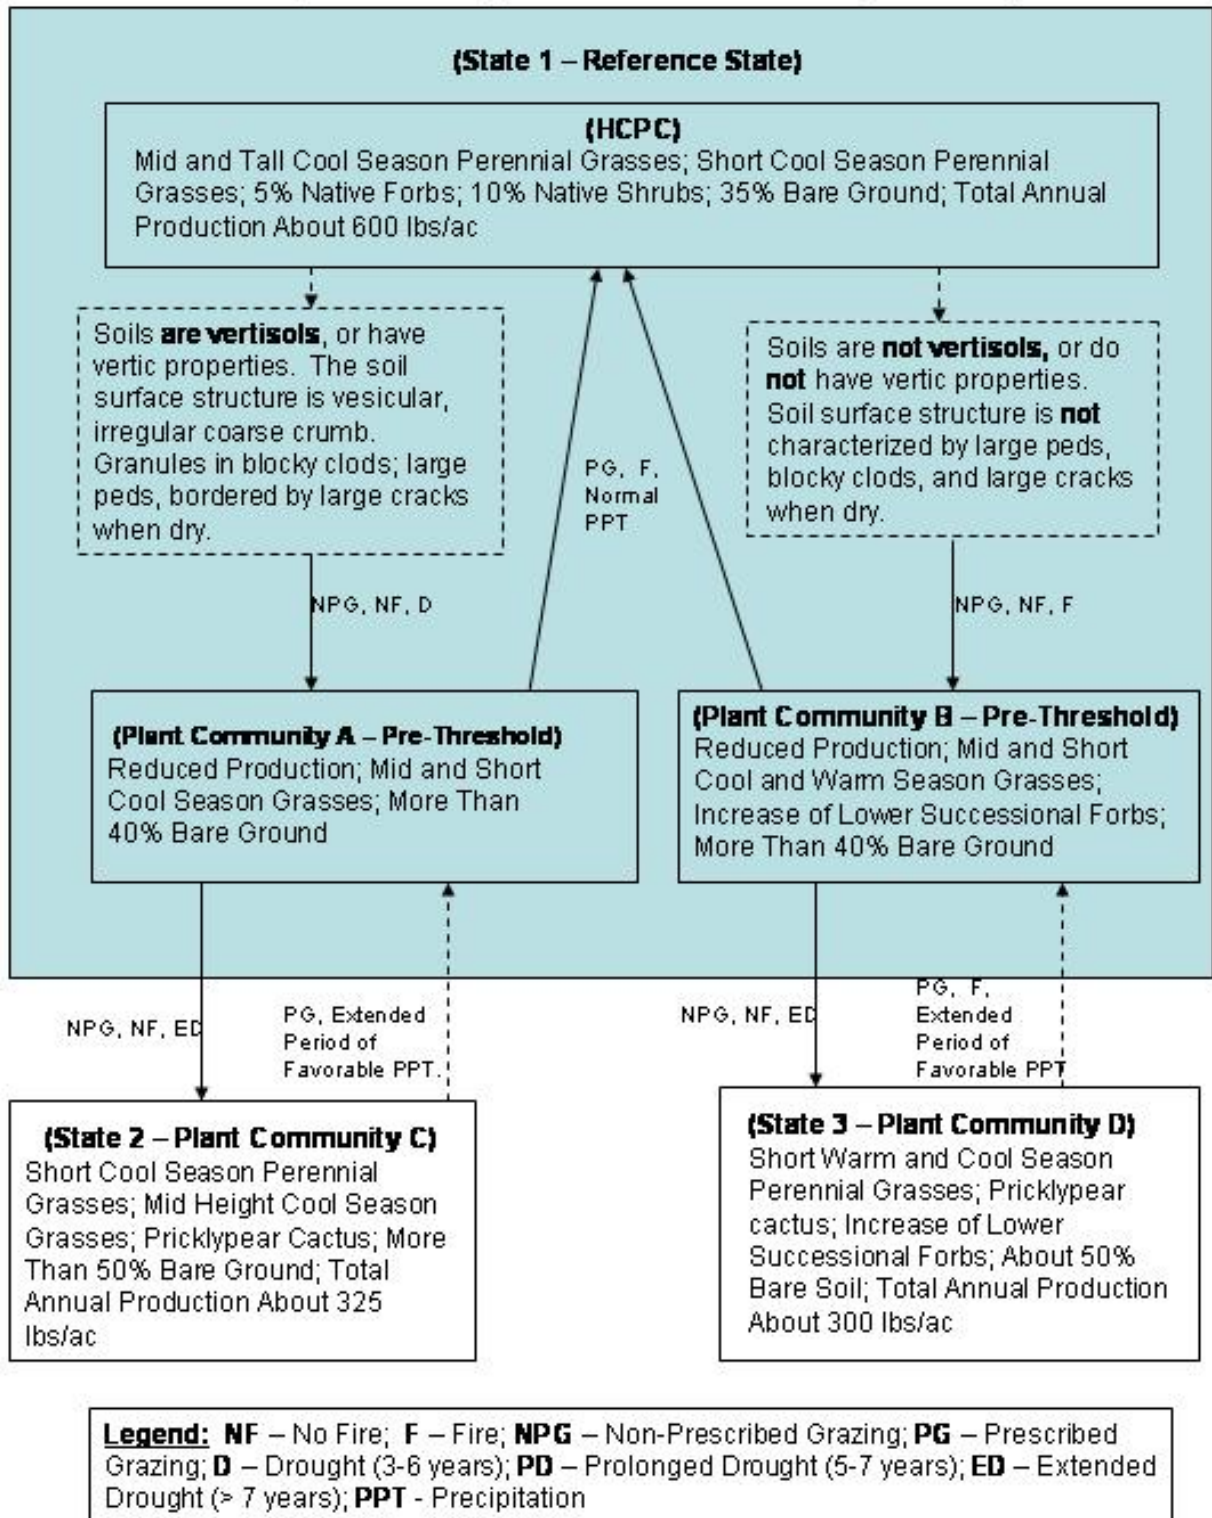 (State 1 – Reference State)
(HCPC)
Mid and Tall Cool Season Perennial Grasses; Short Cool Season Perennial
Grasses; 5% Native Forbs; 10% Native Shrubs; 35% Bare Ground; Total Annual
Production About 600 lbs/ac
Soils are vertisols, or have
vertic properties. The soil
surface structure is vesicular,
irregular coarse crumb.
Granules in blocky clods; large
peds, bordered by large cracks
when dry.
PG, F,
Normal
PPT
Soils are not vertisols, or do
not have vertic properties.
Soil surface structure is not
characterized by large peds,
blocky clods, and large cracks
when dry.
NPG, NF, D
NPG, NF, F
(Plant Community A – Pre-Threshold)
Reduced Production; Mid and Short
Cool Season Grasses; More Than
40% Bare Ground
(Plant Community B – Pre-Threshold)
Reduced Production; Mid and Short
Cool and Warm Season Grasses;
Increase of Lower Successional Forbs;
More Than 40% Bare Ground
NPG, NF, ED
PG, Extended
Period of
Favorable PPT.
NPG, NF, ED
PG, F,
Extended
Period of
Favorable PPT
(State 2 – Plant Community C)
Short Cool Season Perennial
Grasses; Mid Height Cool Season
Grasses; Pricklypear Cactus; More
Than 50% Bare Ground; Total
Annual Production About 325
lbs/ac
(State 3 – Plant Community D)
Short Warm and Cool Season
Perennial Grasses; Pricklypear
cactus; Increase of Lower
Successional Forbs; About 50%
Bare Soil; Total Annual Production
About 300 lbs/ac
Legend: NF – No Fire; F – Fire; NPG – Non-Prescribed Grazing; PG – Prescribed
Grazing; D – Drought (3-6 years); PD – Prolonged Drought (5-7 years); ED – Extended
Drought (> 7 years); PPT - Precipitation